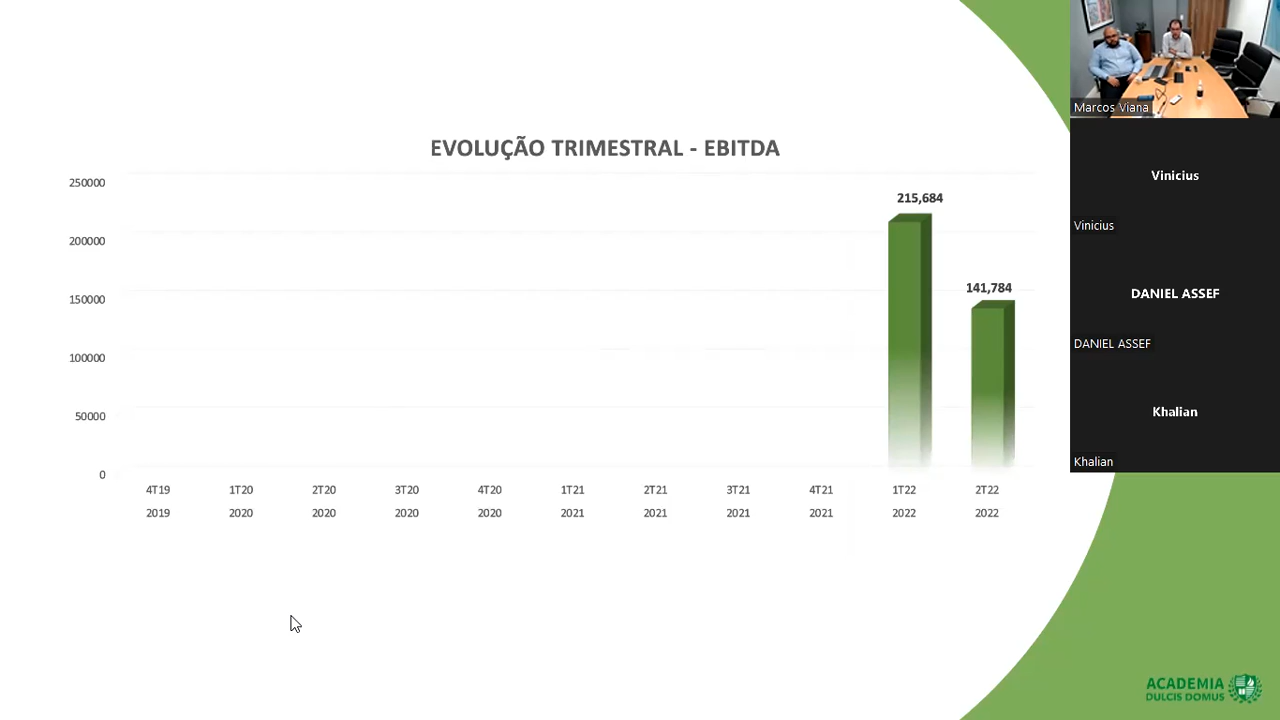 EVOLUÇÃO TRIMESTRAL - EBITDA
250000
200000
150000
100000
50000
0
215,684
141,784
4T19 1T20 2T20 3T20 4T20 1T21 2T21 3T21 4T21 1T22 2T22
2019 2020 2020 2020 2020 2021 2021 2021 2021 2022 2022
Marcos Viana
Vinicius
Vinicius
DANIEL ASSEF
DANIEL ASSEF
Khalian
Khalian
ACADEMIA
DULCIS DOMUS